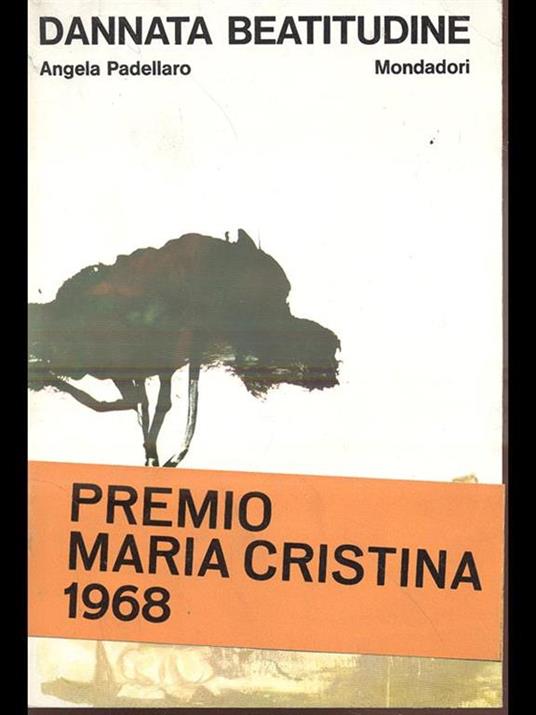 DANNATA BEATITUDINE
Angela Padellaro Mondadori
PREMIO
MARIA CRISTINA
1968